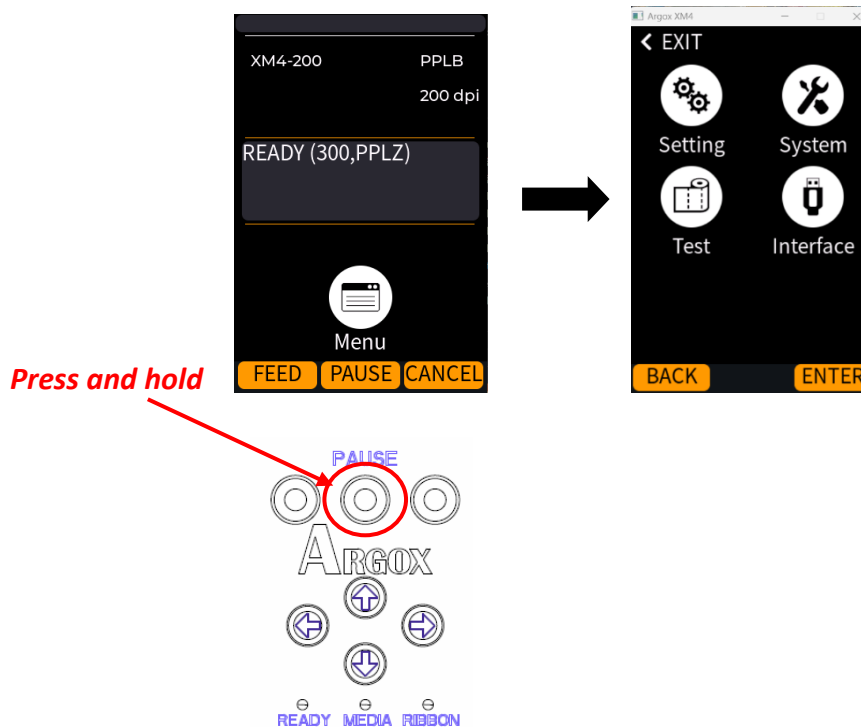 XM4-200 PPLB
200 dpi
READY (300,PPLZ)
Menu
FEED PAUSE CANCEL
Argox XM4
EXIT
Setting System
Test Interface
BACK ENTER
Press and hold
PAUSE
ARGOX
READY MEDIA RIBBON